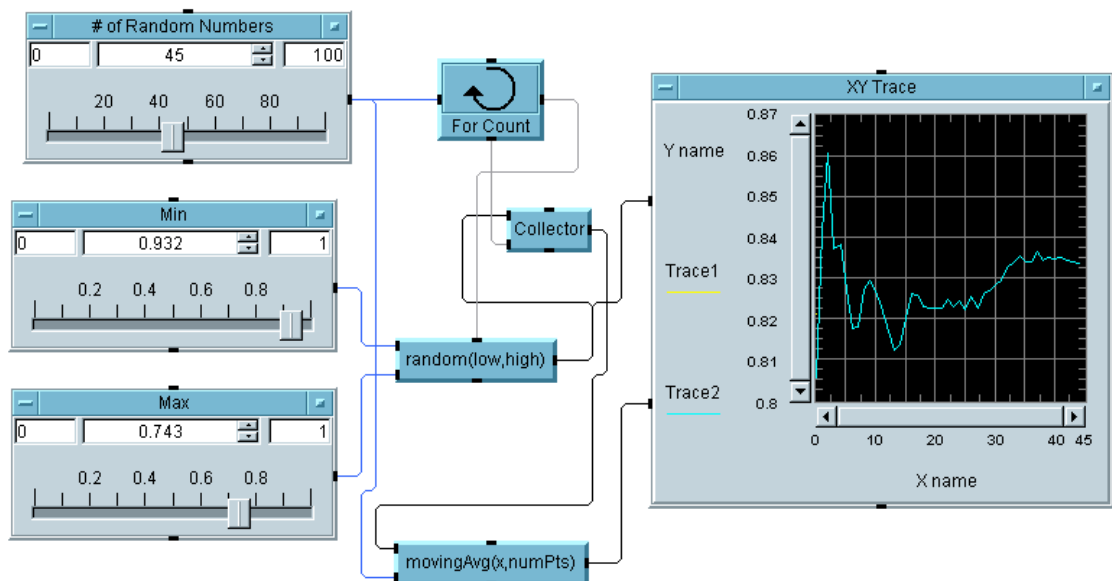 # of Random Numbers
0 45 100
20 40 60 80
For Count
Min
0 0.932 1
0.2 0.4 0.6 0.8
Collector
random(low,high)
Max
0 0.743 1
0.2 0.4 0.6 0.8
movingAvg(x,numPts)
XY Trace
Y name
Trace1
Trace2
0.87
0.86
0.85
0.84
0.83
0.82
0.81
0.8
0 10 20 30 40 45
X name